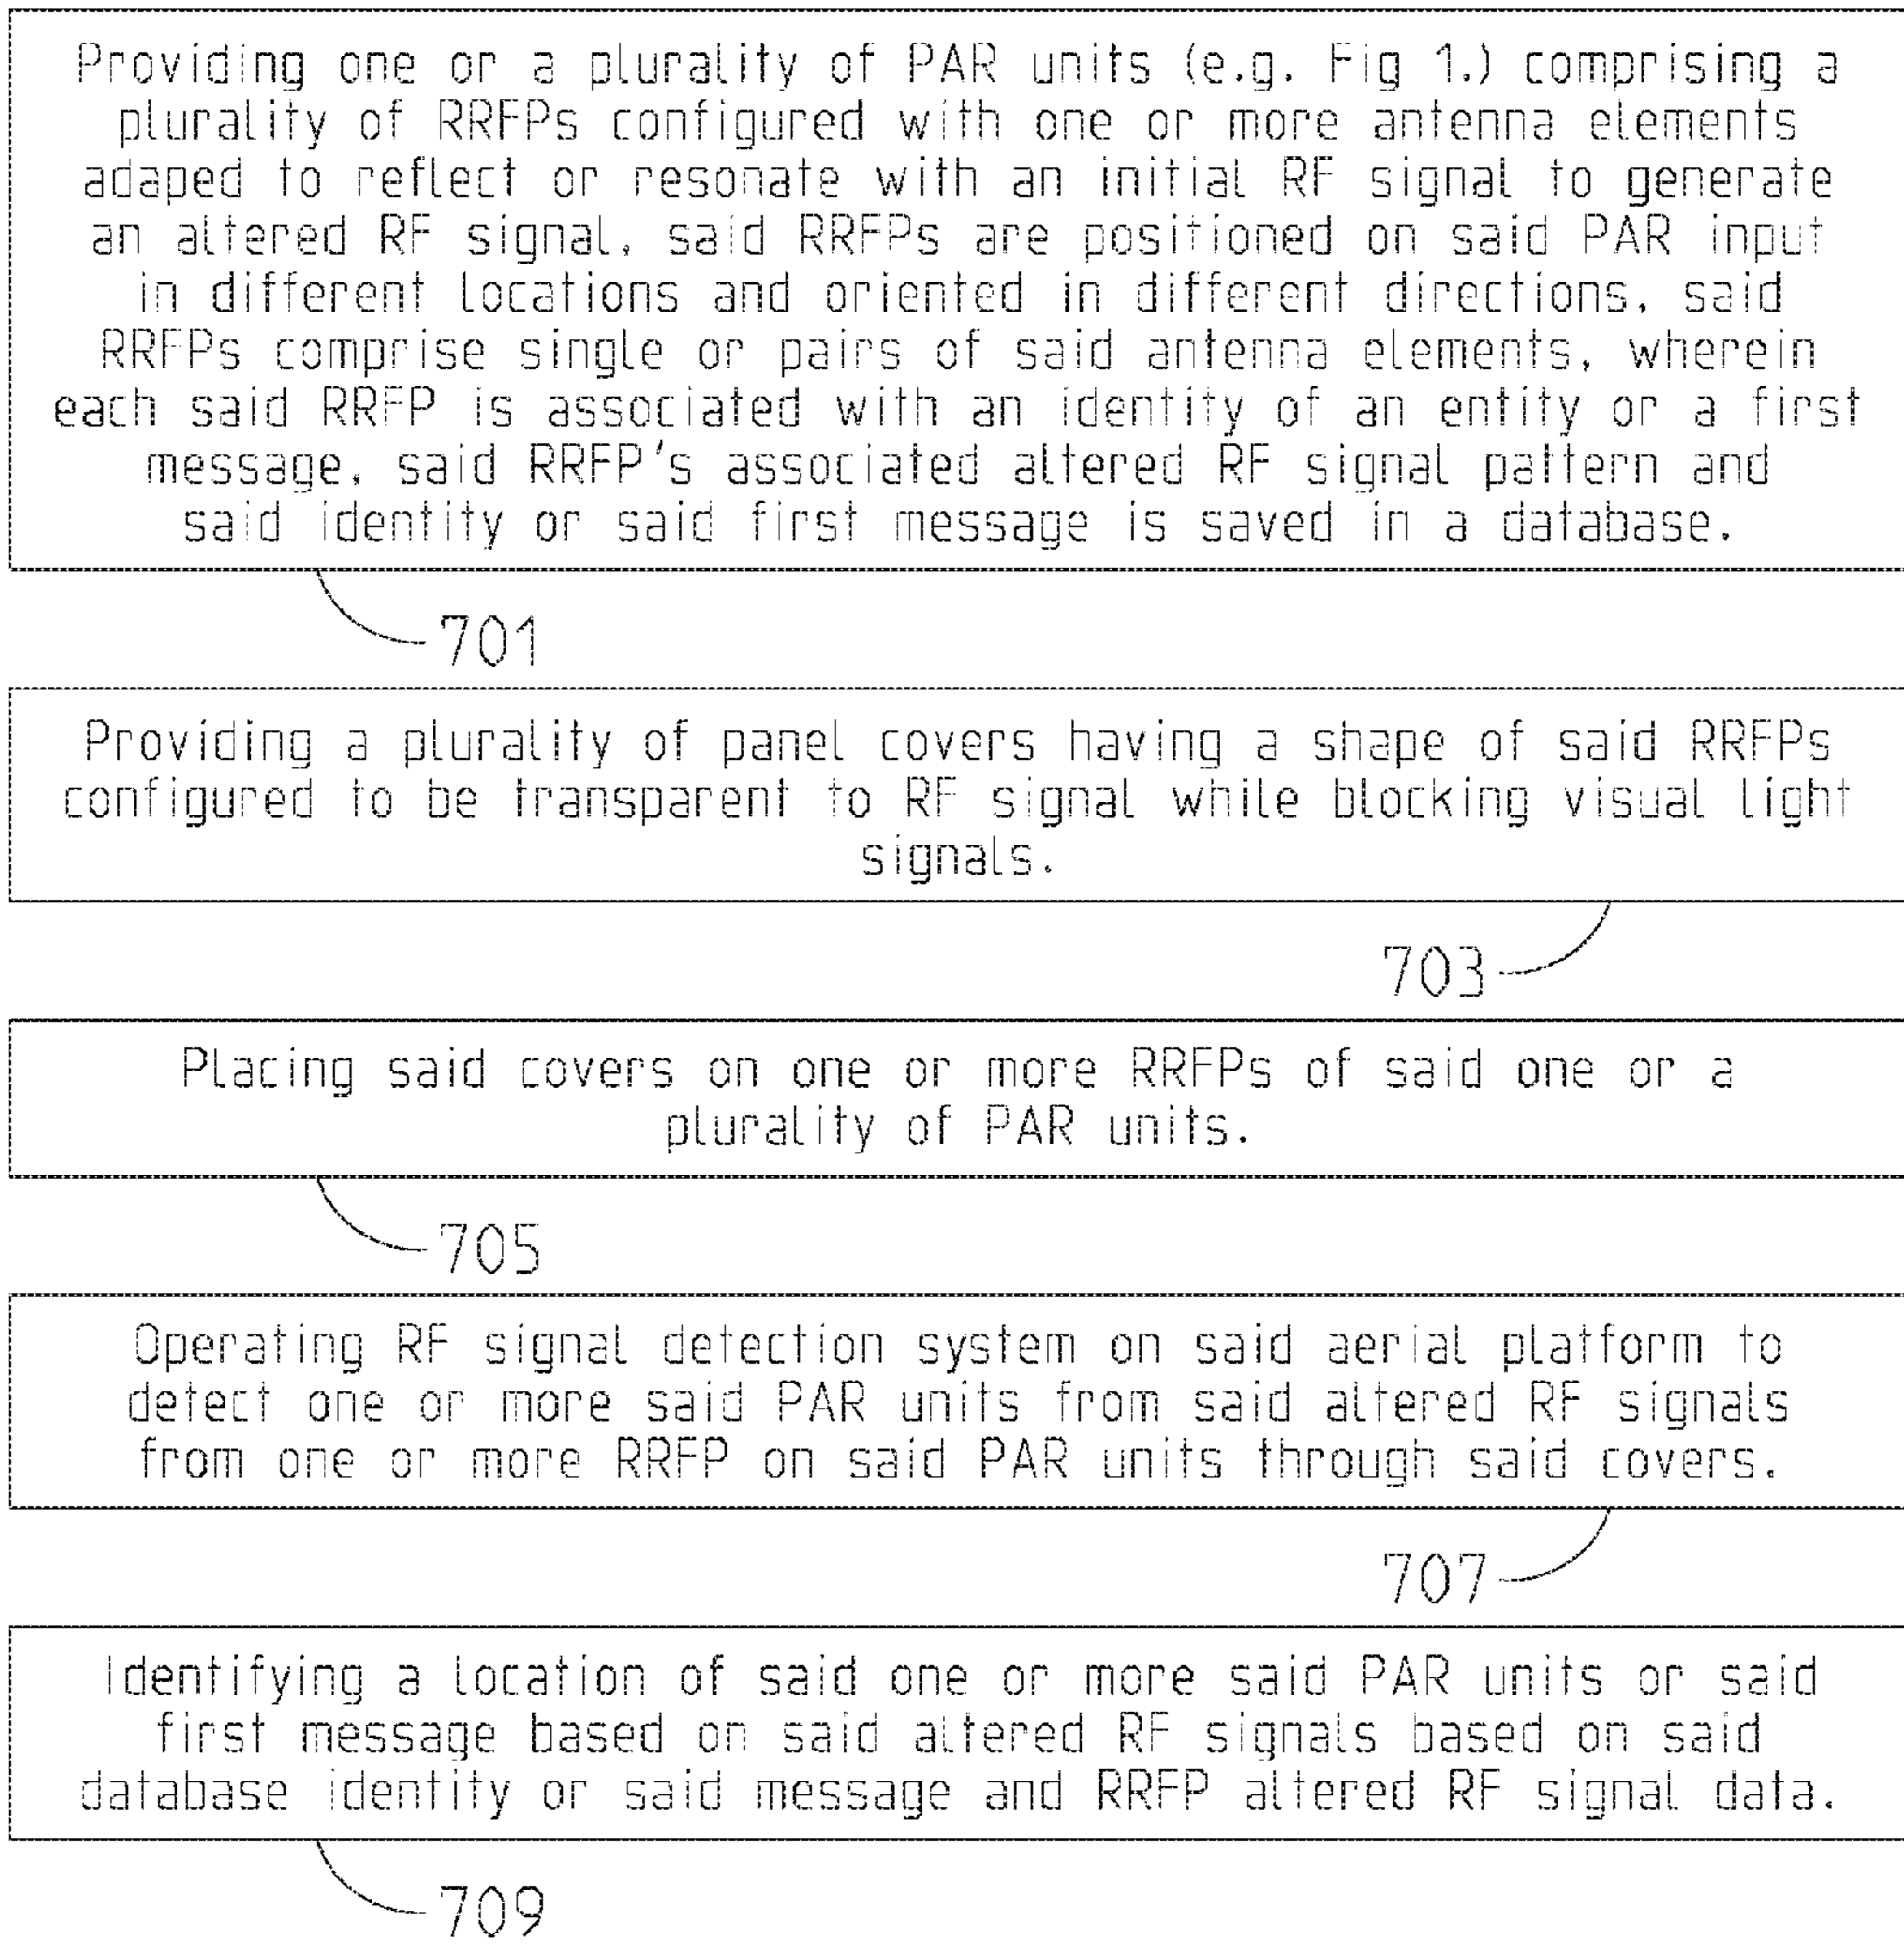 Providing one or a plurality of PAR units (e.g. Fig 1.) comprising a
plurality of RRFPs configured with one or more antenna elements
adaped to reflect or resonate with an initial RF signal to generate
an altered RF signal, said RRFPs are positioned on said PAR input
in different locations and oriented in different directions, said
RRFPs comprise single or pairs of said antenna elements, wherein
each said RRFP is associated with an identity of an entity or a first
message, said RRFP's associated altered RF signal pattern and
said identity or said first message is saved in a database.
701
Providing a plurality of panel covers having a shape of said RRFPs
configured to be transparent to RF signal while blocking visual light
signals.
703
Placing said covers on one or more RRFPs of said one or a
plurality of PAR units.
705
Operating RF signal detection system on said aerial platform to
detect one or more said PAR units from said altered RF signals
from one or more RRFP on said PAR units through said covers.
707
Identifying a location of said one or more said PAR units or said
first message based on said altered RF signals based on said
database identity or said message and RRFP altered RF signal data.
709